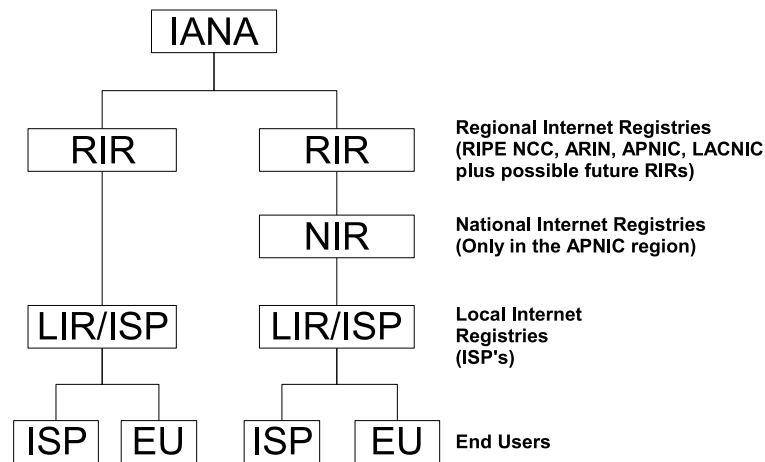 IANA
RIR
RIR
Regional Internet Registries
(RIPE NCC, ARIN, APNIC, LACNIC
plus possible future RIRs)
NIR
National Internet Registries
(Only in the APNIC region)
LIR/ISP
LIR/ISP
Local Internet
Registries
(ISP's)
ISP
EU
ISP
EU
End Users